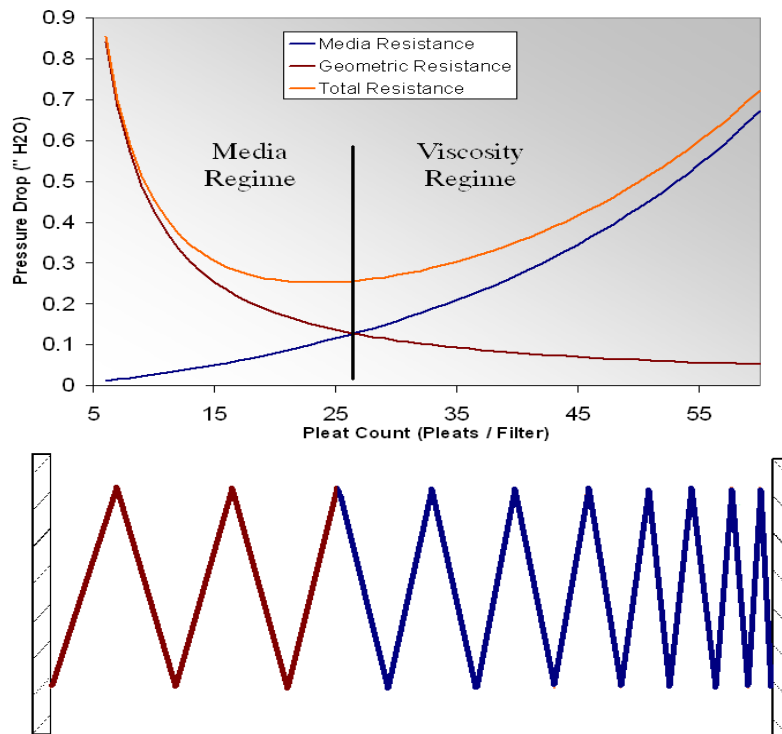 0.9
0.8
0.7
0.6
0.5
0.4
0.3
0.2
0.1
0
Pressure Drop (" H2O)
Media Resistance
Geometric Resistance
Total Resistance
Media
Regime
Viscosity
Regime
5 15 25 35 45 55
Pleat Count (Pleats / Filter)